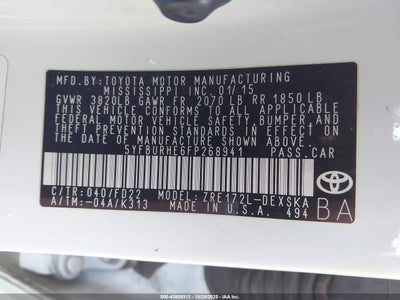 MFD.BY:TOYOTA MOTOR MANUFACTURING
MISSISSIPPI INC.01/15
GVWR 3820LB GAWR FR 2070 LB RR 1850LB
THIS VEHICLE CONFORMS TO ALL APPLICABLE
FEDERAL MOTOR VEHICLE SAFETY, BUMPER, AND
THEFT PREVENTION STANDARDS IN EFFECT ON THE
DATE OF MANUFACTURE SHOWN ABOVE.
5YFBURHE6FP268941 PASS.CAR
C/TR: 040/FD22 MODEL: ZRE172L-DEXSKA
A/TM: -04A/K313 MADE IN U.S.A. 494
TOYOTA
BA